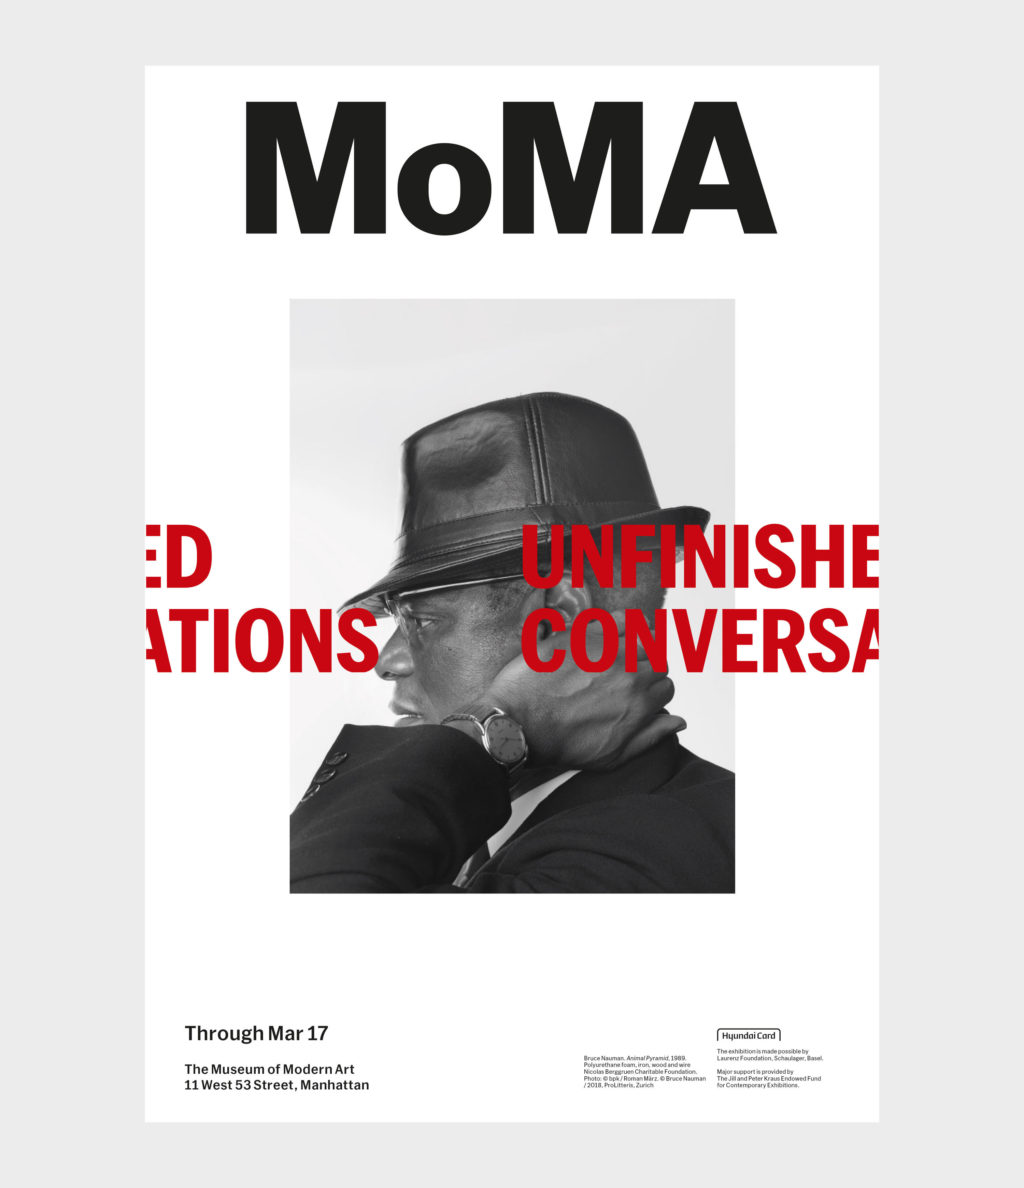 MoMA
ED UNFINISHE
ATIONS CONVERSA
Through Mar 17
The Museum of Modern Art
11 West 53 Street, Manhattan
Bruce Nauman. Animal Pyramid, 1989.
Polyurethane foam, iron, wood and wire
Nicolas Berggruen Charitable Foundation.
Photo: © bpk / Roman März. © Bruce Nauman
/ 2018, ProLitteris, Zurich
Hyundai Card
The exhibition is made possible by
Laurenz Foundation, Schaulager, Basel.
Major support is provided by
The Jill and Peter Kraus Endowed Fund
for Contemporary Exhibitions.